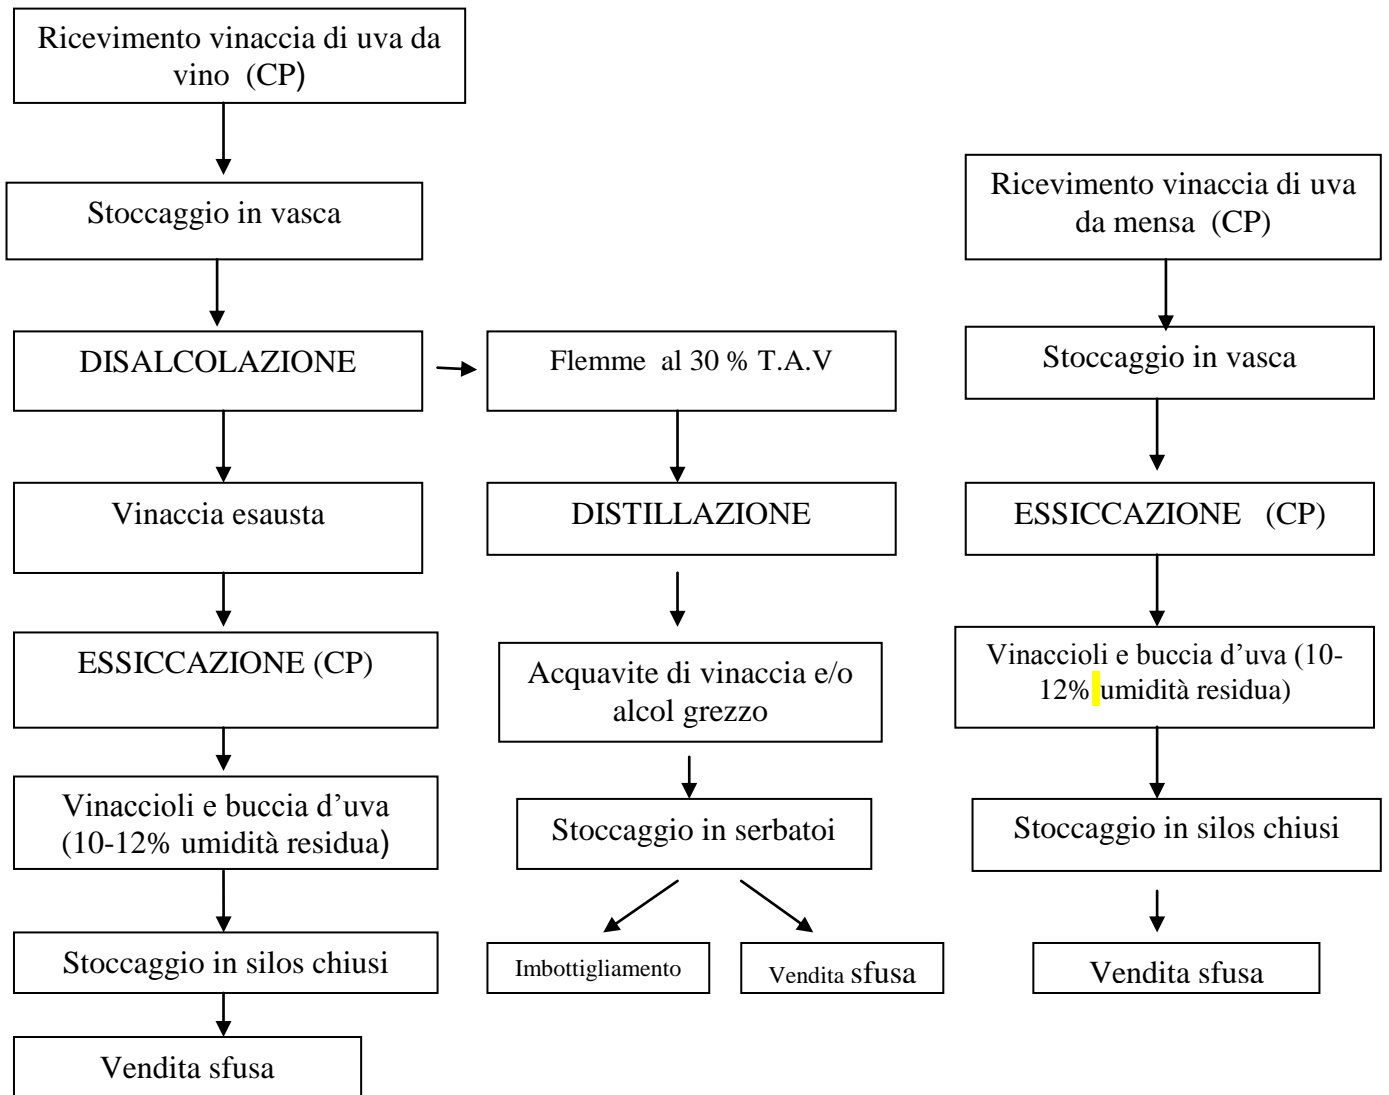 Ricevimento vinaccia di uva da
vino (CP)
Stoccaggio in vasca
DISALCOLAZIONE
Vinaccia esausta
ESSICCAZIONE (CP)
Vinaccioli e buccia d’uva
(10-12% umidità residua)
Stoccaggio in silos chiusi
Vendita sfusa
Flemme al 30 % T.A.V
DISTILLAZIONE
Acquavite di vinaccia e/o
alcol grezzo
Stoccaggio in serbatoi
Imbottigliamento
Vendita sfusa
Ricevimento vinaccia di uva
da mensa (CP)
Stoccaggio in vasca
ESSICCAZIONE (CP)
Vinaccioli e buccia d’uva (10-
12% umidità residua)
Stoccaggio in silos chiusi
Vendita sfusa